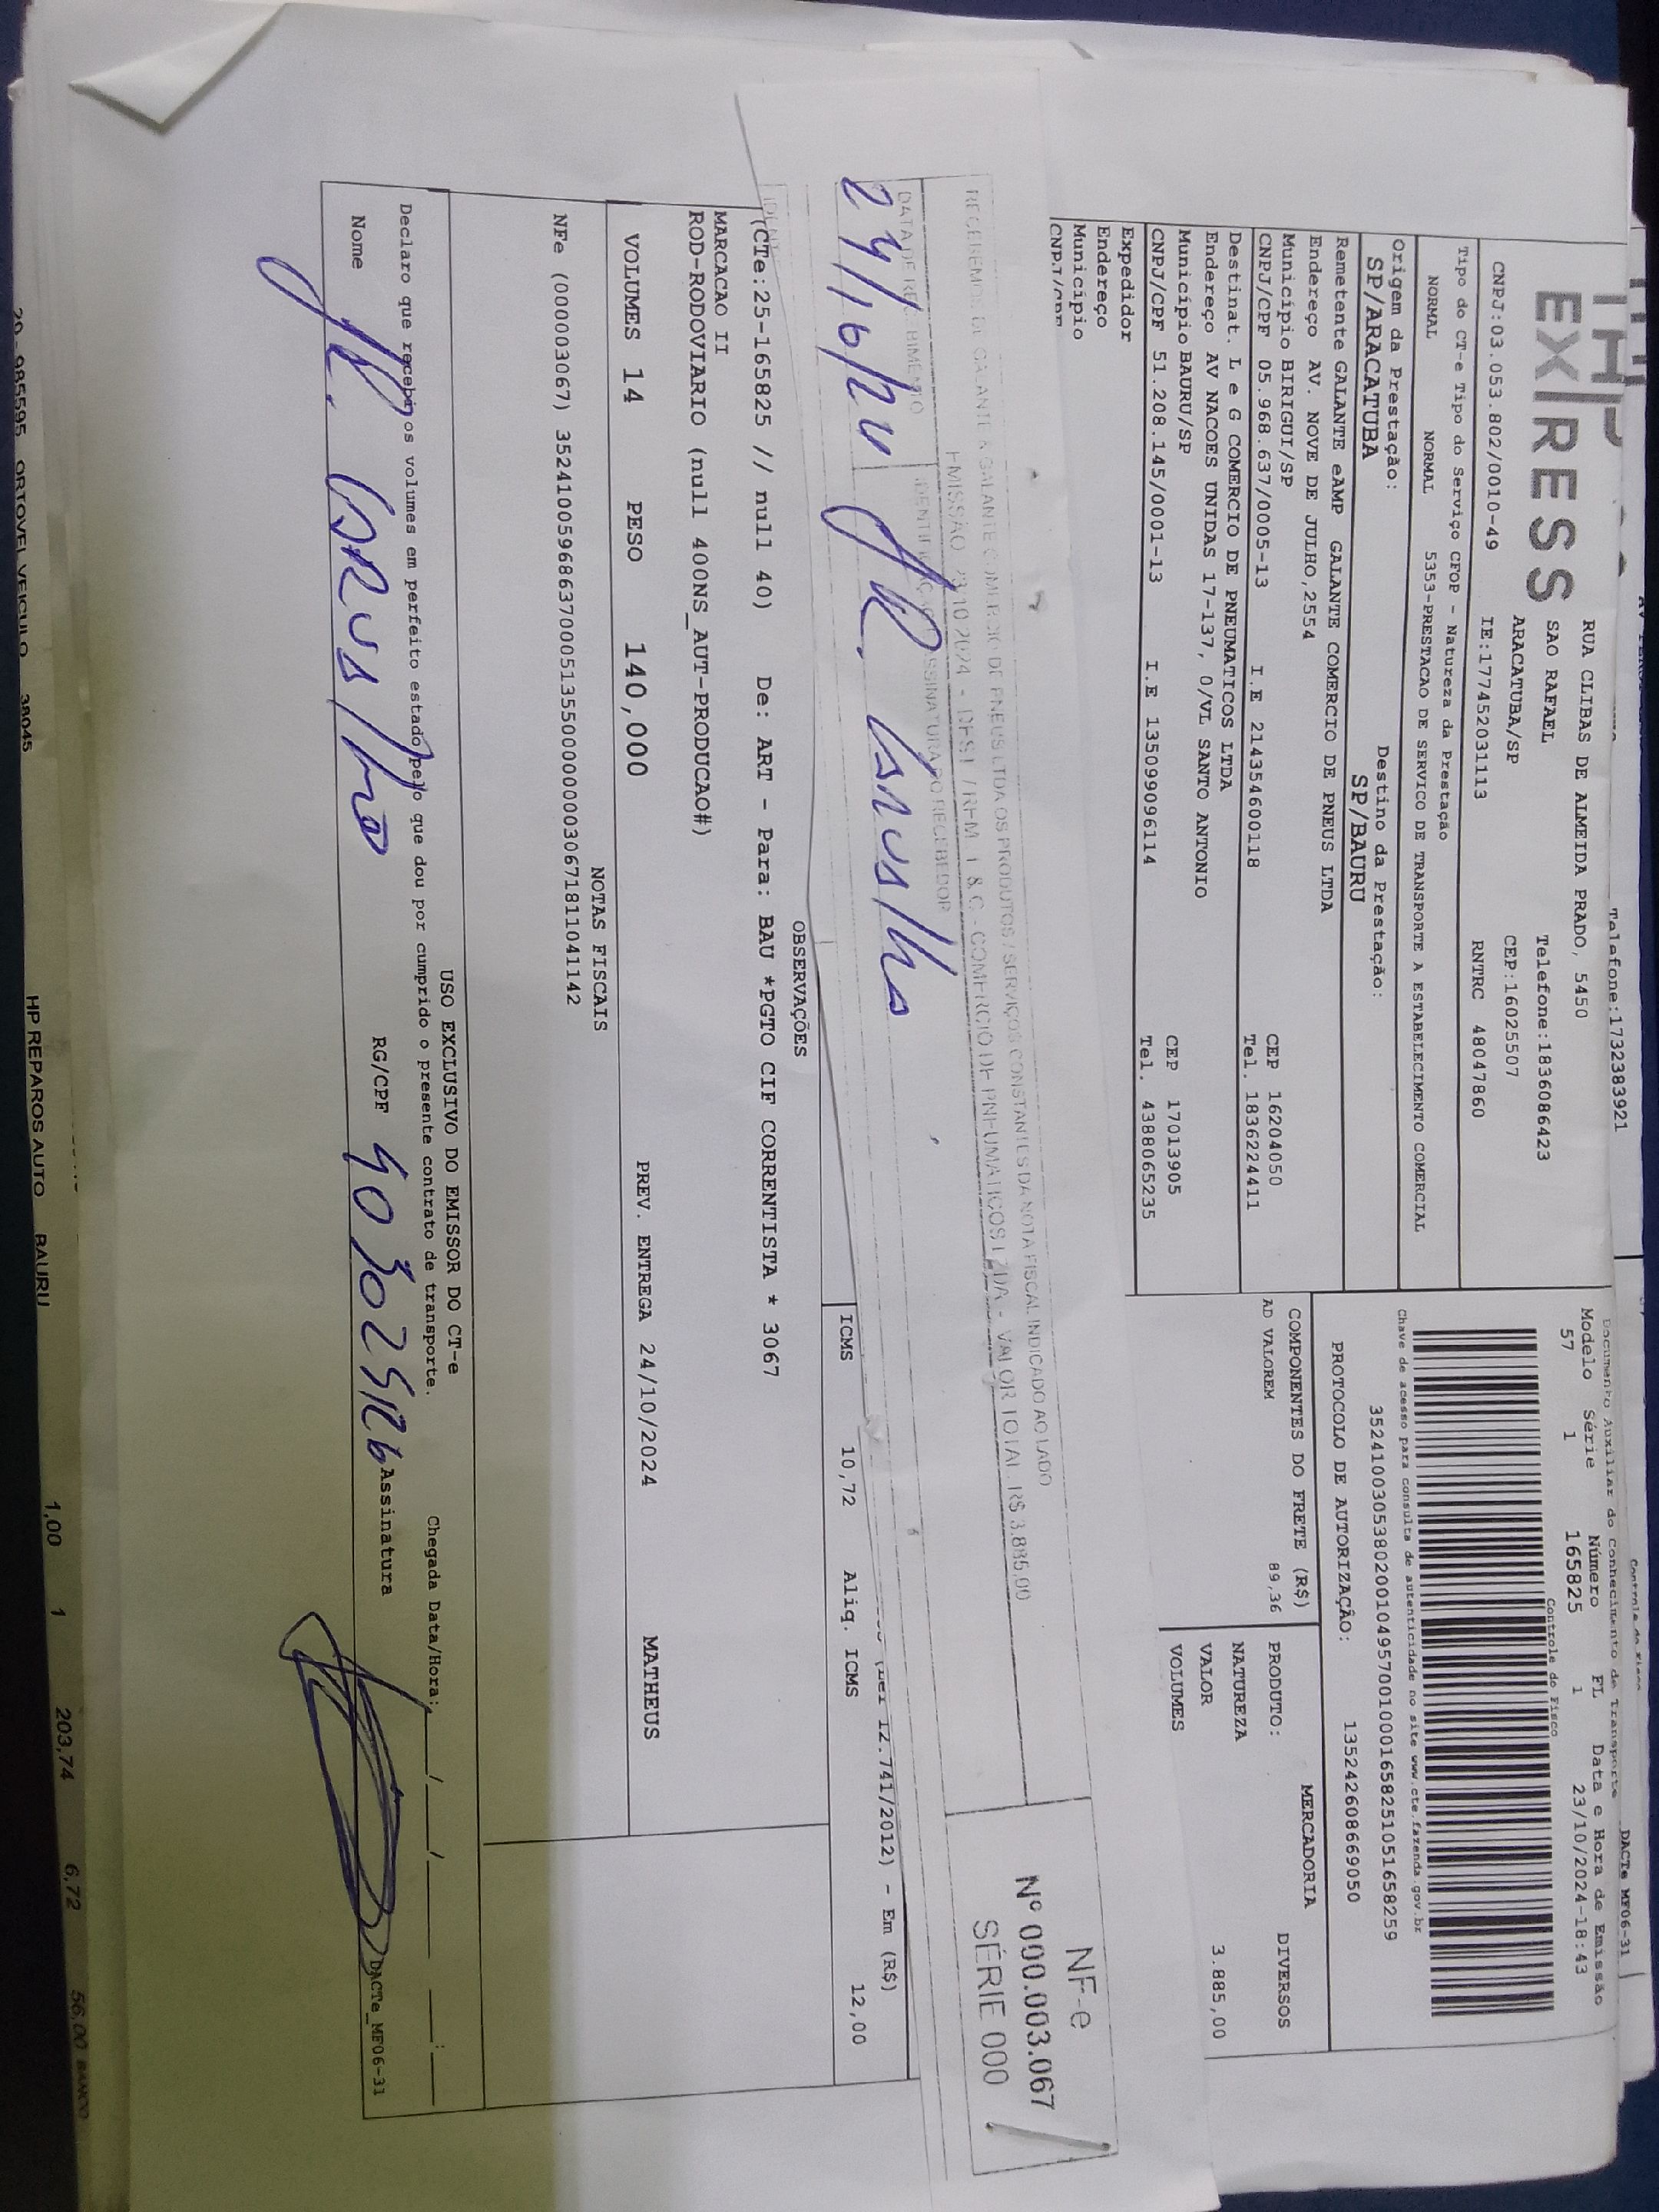 Telefone:1732383921
EXPRESS
RUA CLIBAS DE ALMEIDA PRADO, 5450
SAO RAFAEL Telefone:1836086423
ARACATUBA/SP CEP:16025507
CNPJ:03.053.802/0010-49 IE:177452031113 RNTRC 48047860
Tipo do CT-e Tipo do Serviço CFOP - Natureza da Prestação
NORMAL NORMAL 5353-PRESTACAO DE SERVICO DE TRANSPORTE A ESTABELECIMENTO COMERCIAL
Origem da Prestação: Destino da Prestação:
SP/ARACATUBA SP/BAURU
Remetente GALANTE eAMP GALANTE COMERCIO DE PNEUS LTDA
Endereço AV. NOVE DE JULHO,2554
Município BIRIGUI/SP CEP 16204050
CNPJ/CPF 05.968.637/0005-13 I.E 214354600118 Tel. 1836224411
Destinat. L e G COMERCIO DE PNEUMATICOS LTDA
Endereço AV NACOES UNIDAS 17-137, 0/VL SANTO ANTONIO
Município BAURU/SP CEP 17013905
CNPJ/CPF 51.208.145/0001-13 I.E 135099096114 Tel. 4388065235
Expedidor
Endereço
Município
CNPJ/CPF
DACTe MF06-31
Documento Auxiliar do Conhecimento de Transporte
Modelo Série Número FL Data e Hora de Emissão
57 1 165825 1 23/10/2024-18:43
Controle do Fisco
Chave de acesso para consulta de autenticidade no site www.cte.fazenda.gov.br
35241003053802001049570010001658251051658259
PROTOCOLO DE AUTORIZAÇÃO: 135242608669050
COMPONENTES DO FRETE (R$) MERCADORIA
AD VALOREM 89,36 PRODUTO: DIVERSOS
NATUREZA
VALOR 3.885,00
VOLUMES
RECEBEMOS DE GALANTE & GALANTE COMERCIO DE PNEUS LTDA OS PRODUTOS / SERVIÇOS CONSTANTES DA NOTA FISCAL INDICADO AO LADO
EMISSÃO: 23/10/2024 - DEST. / REM.: L & G - COMERCIO DE PNEUMATICOS LTDA - VALOR TOTAL: R$ 3.885,00
DATA DE RECEBIMENTO IDENTIFICAÇÃO E ASSINATURA DO RECEBEDOR
24/10/24
NF-e
Nº 000.003.067
SÉRIE 000
12.741/2012) - Em (R$)
ICMS 10,72 Aliq. ICMS 12,00
OBSERVAÇÕES
(CTe:25-165825 // null 40) De: ART - Para: BAU *PGTO CIF CORRENTISTA * 3067
MARCACAO II
ROD-RODOVIARIO (null 400NS_AUT-PRODUCAO#)
VOLUMES 14 PESO 140,000 PREV. ENTREGA 24/10/2024 MATHEUS
NOTAS FISCAIS
NFe (000003067) 35241005968637000513550000000030671811041142
USO EXCLUSIVO DO EMISSOR DO CT-e
Declaro que recebi os volumes em perfeito estado pelo que dou por cumprido o presente contrato de transporte. Chegada Data/Hora:
Nome RG/CPF Assinatura
DACTe_MF06-31
20 - 985595 ORTOVEL VEICULO 38045 HP REPAROS AUTO BAURU 1,00 1 203,74 6,72 56,00 BANCO